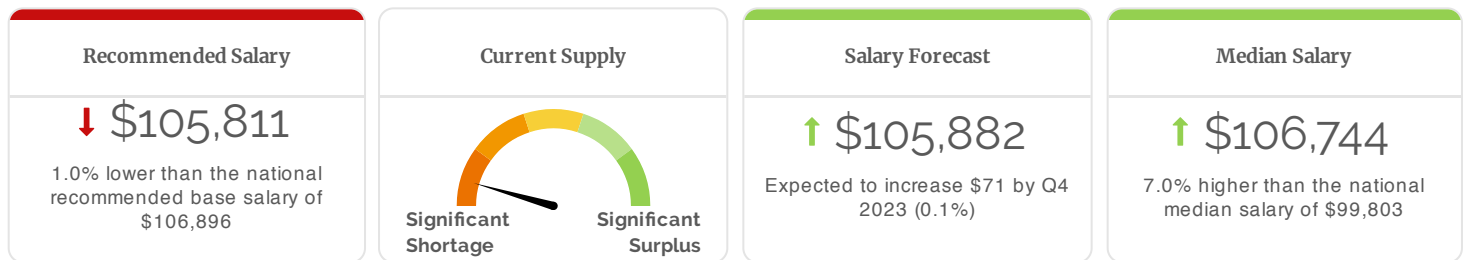 Recommended Salary
$105,811
1.0% lower than the national
recommended base salary of
$106,896
Current Supply
Significant
Shortage
Significant
Surplus
Salary Forecast
$105,882
Expected to increase $71 by Q4
2023 (0.1%)
Median Salary
$106,744
7.0% higher than the national
median salary of $99,803